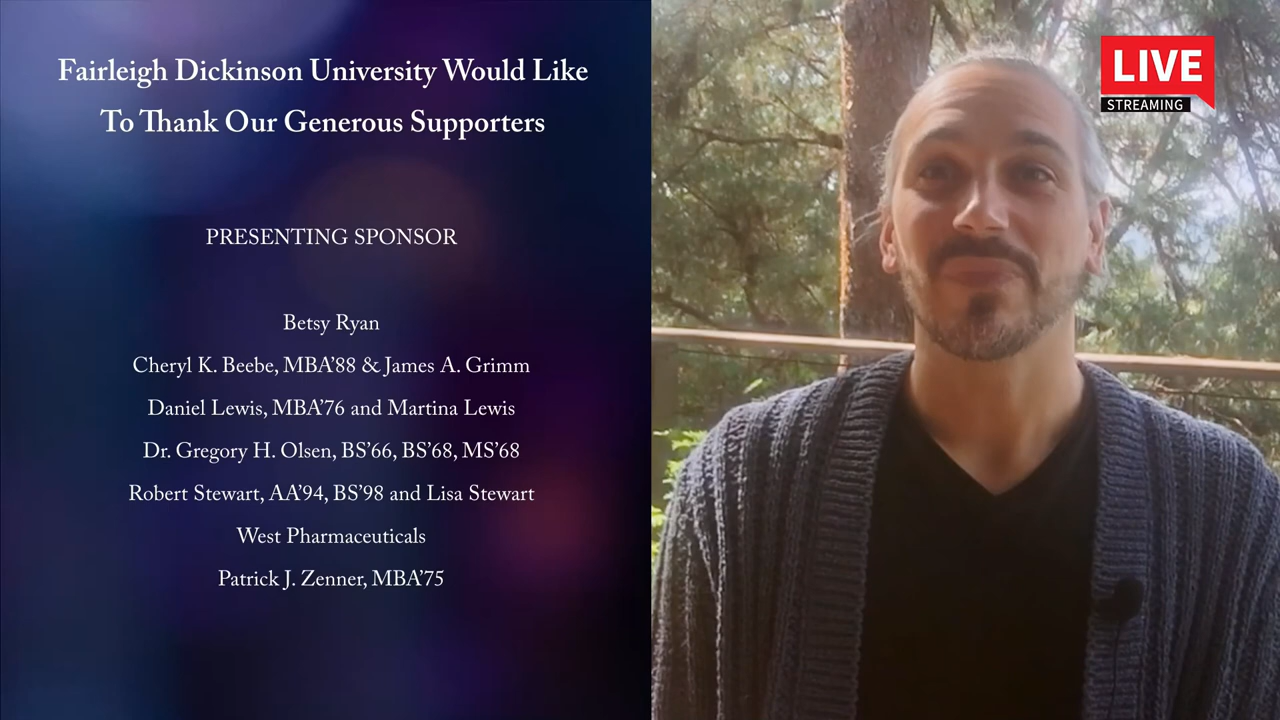 Fairleigh Dickinson University Would Like
To Thank Our Generous Supporters
PRESENTING SPONSOR
Betsy Ryan
Cheryl K. Beebe, MBA’88 & James A. Grimm
Daniel Lewis, MBA’76 and Martina Lewis
Dr. Gregory H. Olsen, BS’66, BS’68, MS’68
Robert Stewart, AA’94, BS’98 and Lisa Stewart
West Pharmaceuticals
Patrick J. Zenner, MBA’75
LIVE
STREAMING